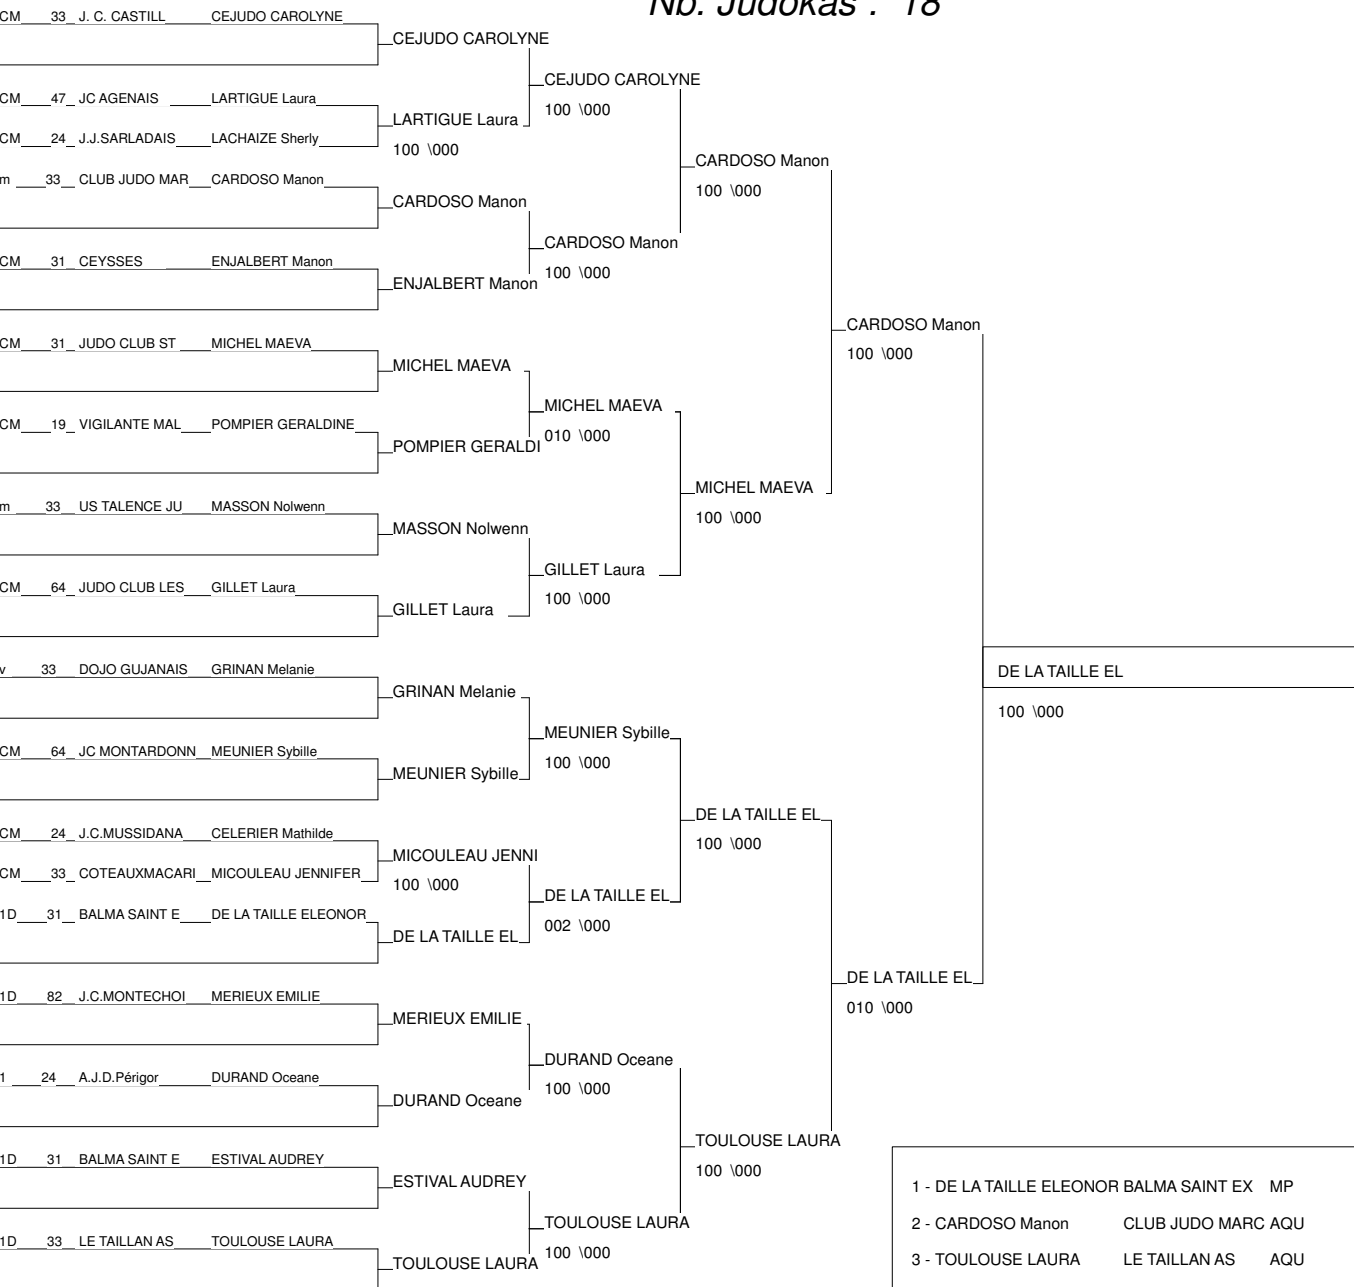 Nb. Judokas : 18
CM 33 J. C. CASTILL CEJUDO CAROLYNE
CEJUDO CAROLYNE
CEJUDO CAROLYNE
CM 47 JC AGENAIS LARTIGUE Laura
100 \000
LARTIGUE Laura
CM 24 J.J.SARLADAIS LACHAIZE Sherly
100 \000
CARDOSO Manon
m 33 CLUB JUDO MAR CARDOSO Manon
100 \000
CARDOSO Manon
CARDOSO Manon
CM 31 CEYSSES ENJALBERT Manon
100 \000
ENJALBERT Manon
CARDOSO Manon
CM 31 JUDO CLUB ST MICHEL MAEVA
100 \000
MICHEL MAEVA
MICHEL MAEVA
CM 19 VIGILANTE MAL POMPIER GERALDINE
010 \000
POMPIER GERALDI
MICHEL MAEVA
m 33 US TALENCE JU MASSON Nolwenn
100 \000
MASSON Nolwenn
GILLET Laura
CM 64 JUDO CLUB LES GILLET Laura
100 \000
GILLET Laura
v 33 DOJO GUJANAIS GRINAN Melanie
DE LA TAILLE EL
GRINAN Melanie
100 \000
MEUNIER Sybille
CM 64 JC MONTARDONN MEUNIER Sybille
100 \000
MEUNIER Sybille
DE LA TAILLE EL
CM 24 J.C.MUSSIDANA CELERIER Mathilde
100 \000
MICOULEAU JENNI
CM 33 COTEAUXMACARI MICOULEAU JENNIFER
100 \000
DE LA TAILLE EL
1D 31 BALMA SAINT E DE LA TAILLE ELEONOR
002 \000
DE LA TAILLE EL
DE LA TAILLE EL
1D 82 J.C.MONTECHOI MERIEUX EMILIE
010 \000
MERIEUX EMILIE
DURAND Oceane
1 24 A.J.D.Périgor DURAND Oceane
100 \000
DURAND Oceane
TOULOUSE LAURA
1D 31 BALMA SAINT E ESTIVAL AUDREY
100 \000
ESTIVAL AUDREY
1 - DE LA TAILLE ELEONOR BALMA SAINT EX MP
TOULOUSE LAURA
2 - CARDOSO Manon CLUB JUDO MARC AQU
1D 33 LE TAILLAN AS TOULOUSE LAURA
100 \000
TOULOUSE LAURA
3 - TOULOUSE LAURA LE TAILLAN AS AQU